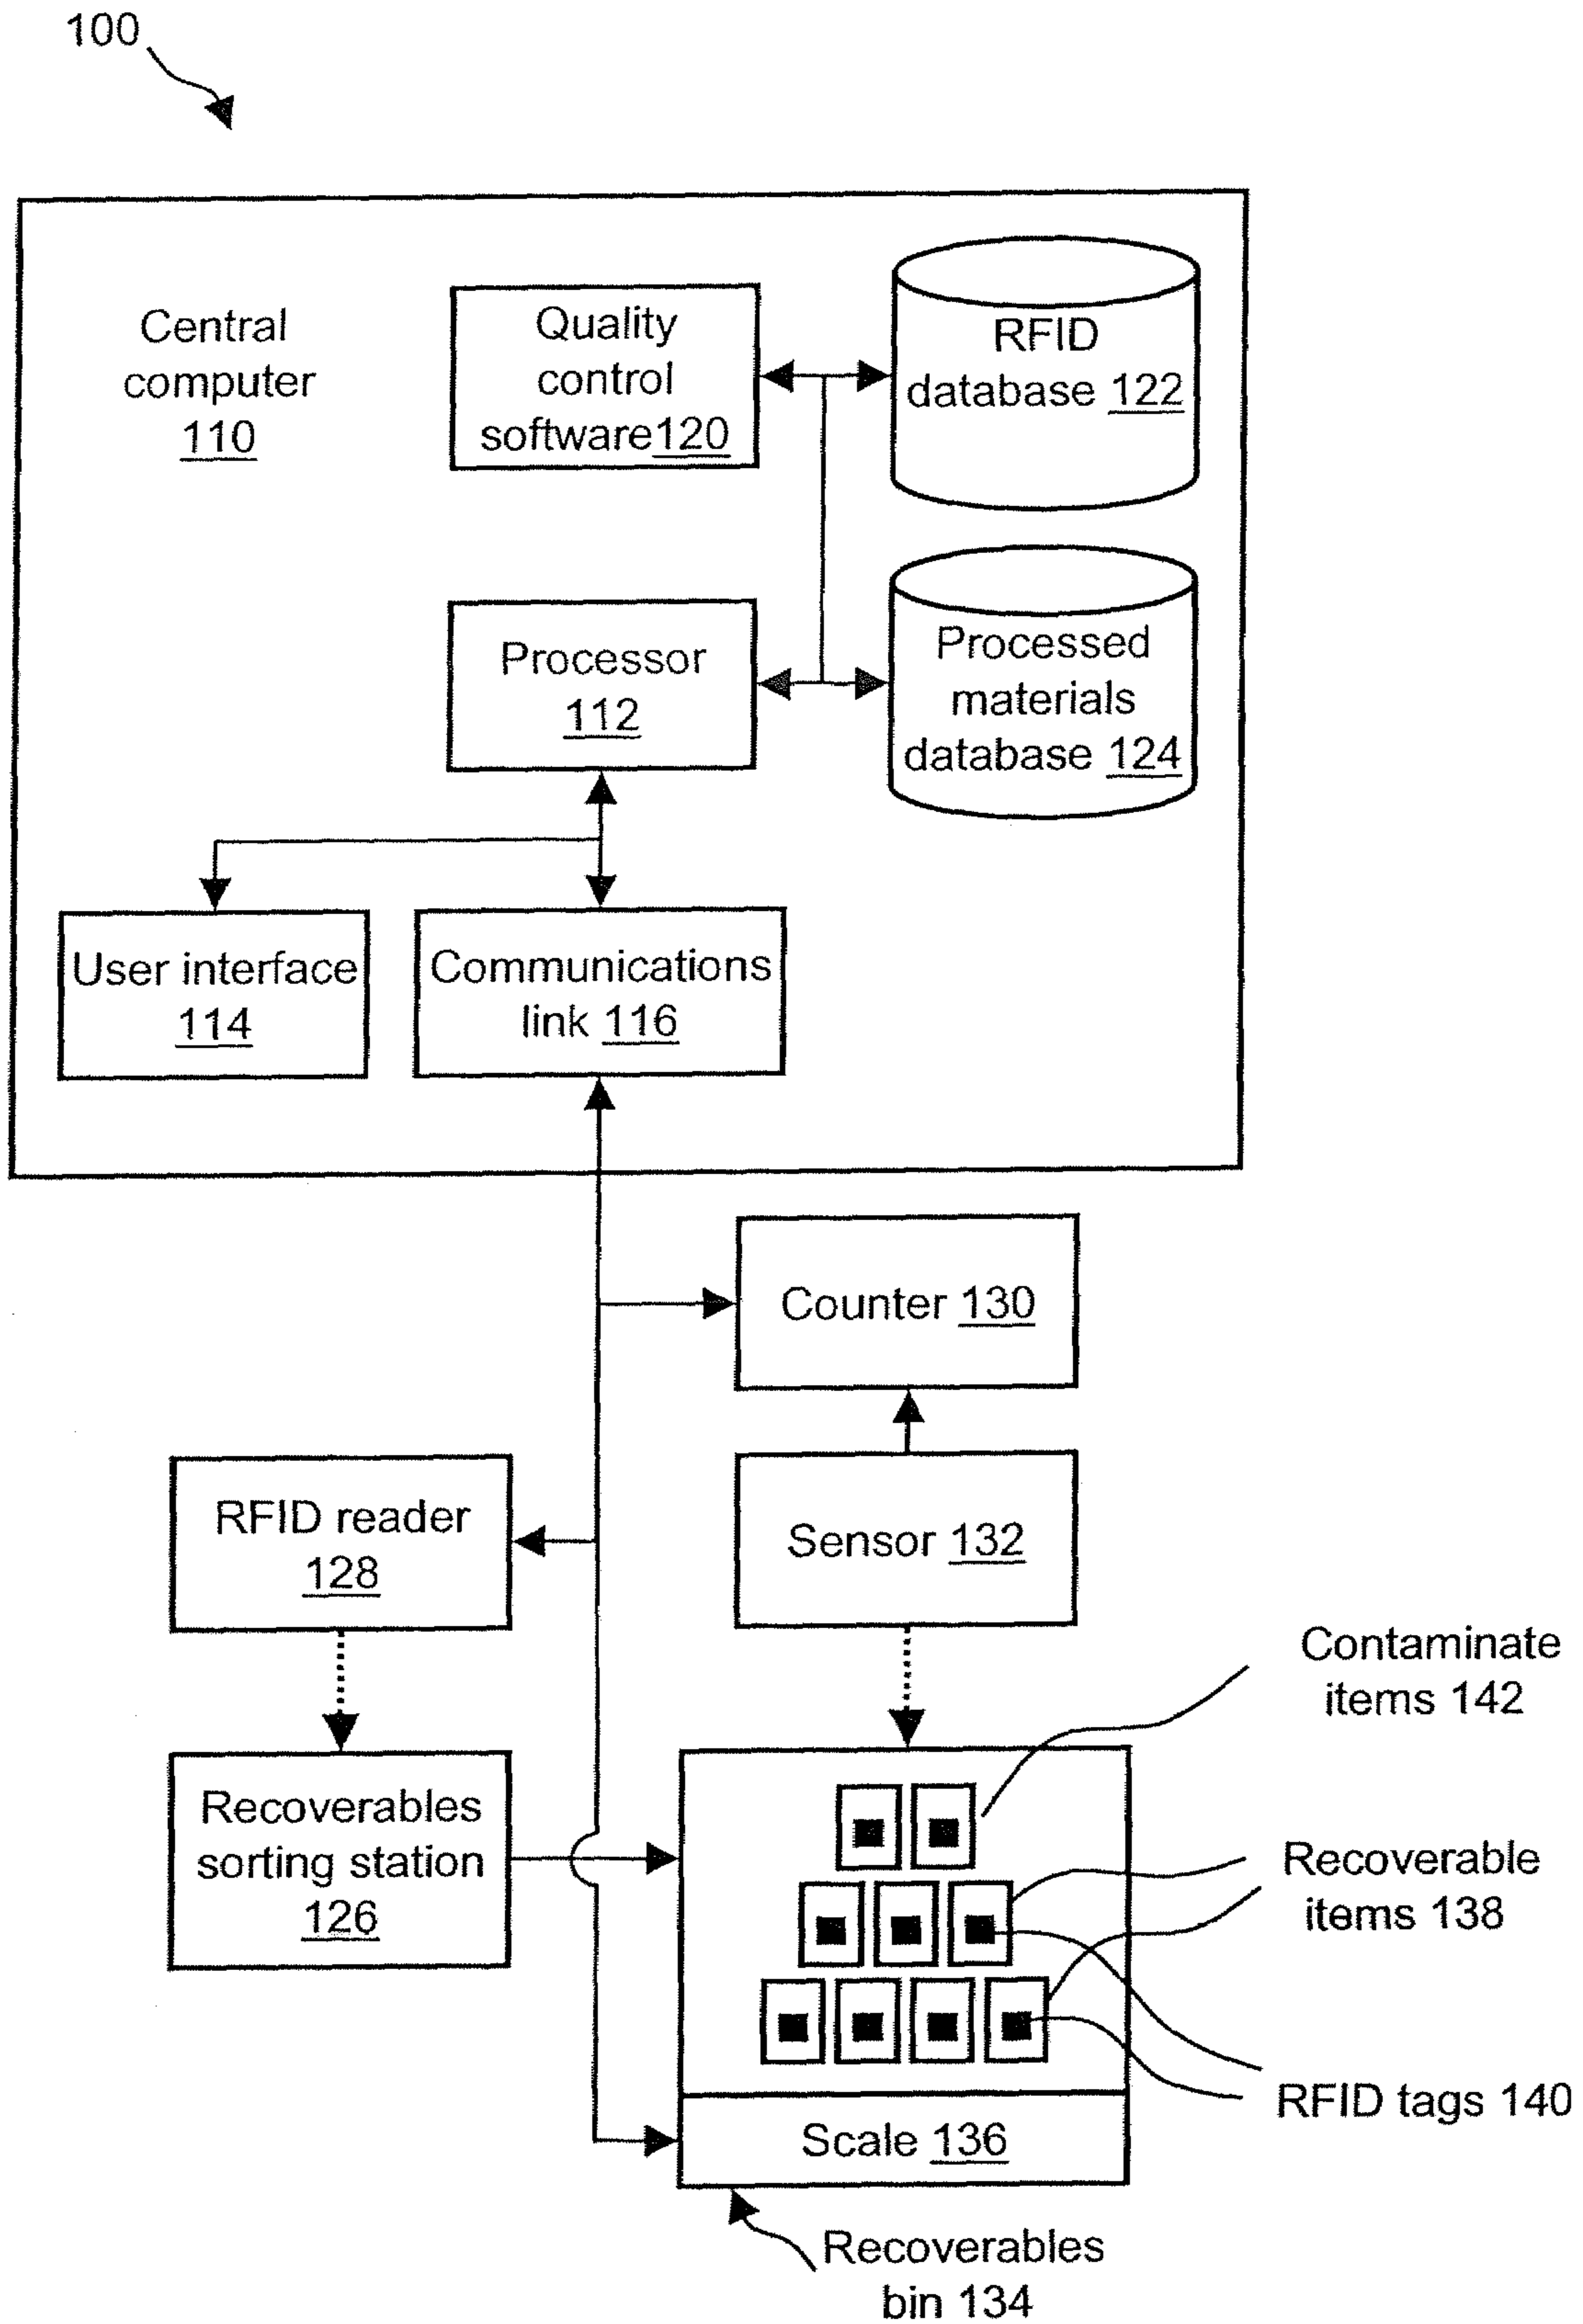 100
Central
computer
110
Quality
control
software120
RFID
database 122
Processor
112
Processed
materials
database 124
User interface
114
Communications
link 116
Counter 130
RFID reader
128
Sensor 132
Contaminate
items 142
Recoverables
sorting station
126
Recoverable
items 138
RFID tags 140
Scale 136
Recoverables
bin 134